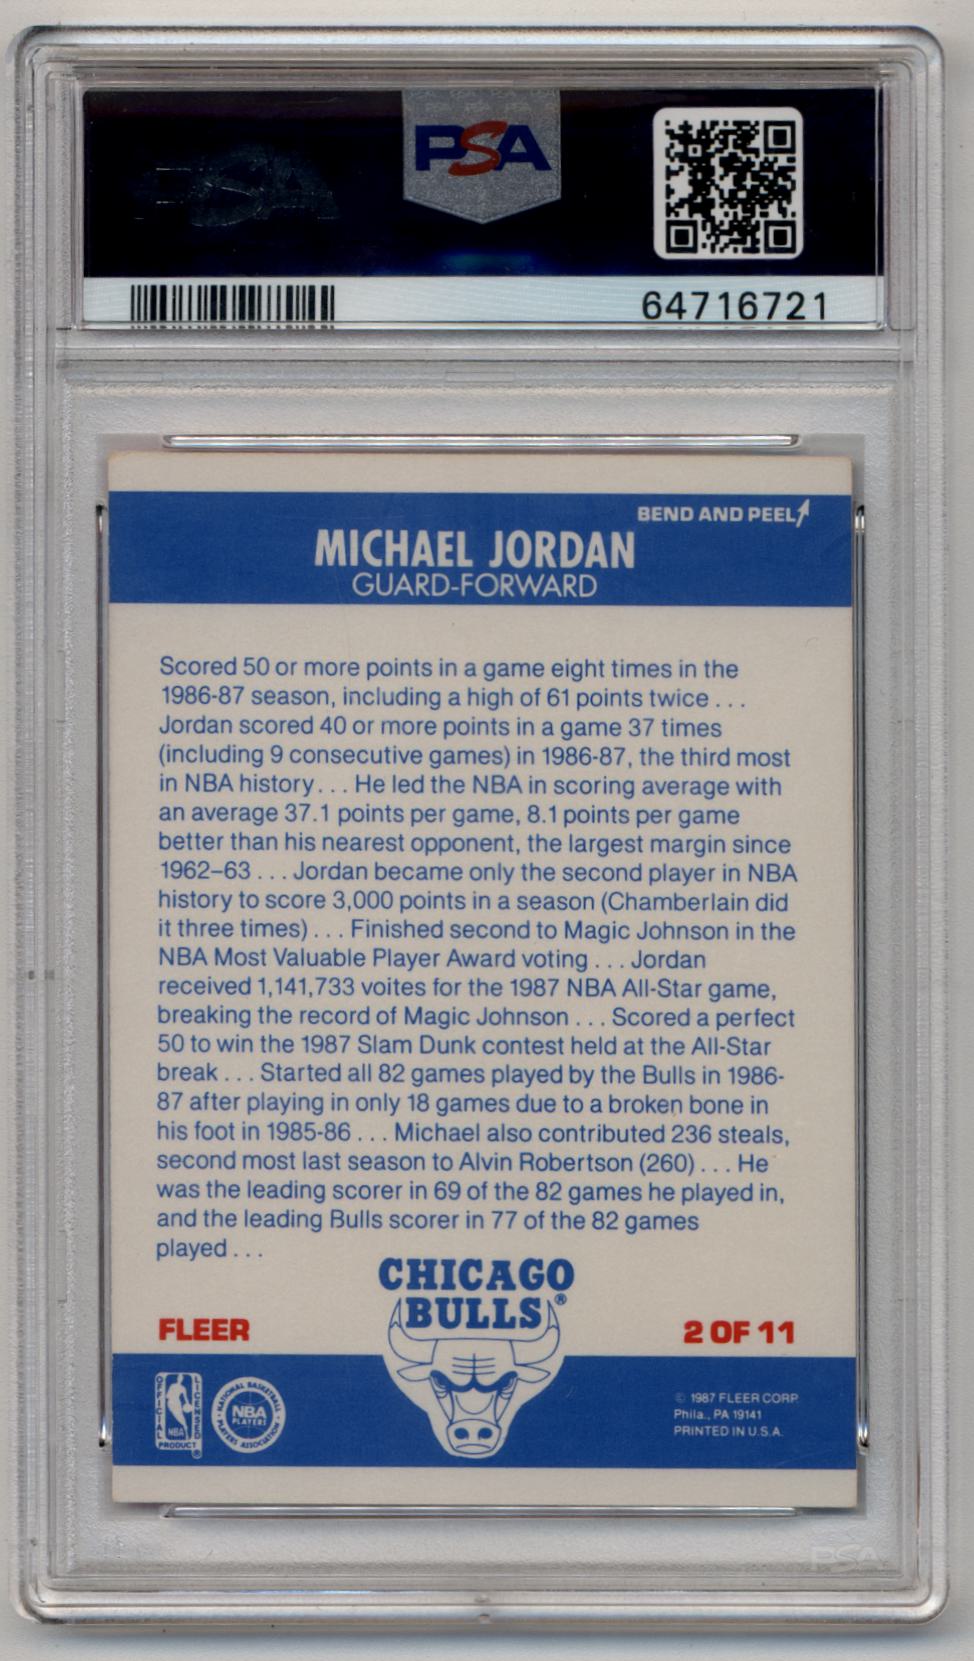 PSA
64716721
BEND AND PEEL
MICHAEL JORDAN
GUARD-FORWARD
Scored 50 or more points in a game eight times in the
1986-87 season, including a high of 61 points twice . . .
Jordan scored 40 or more points in a game 37 times
(including 9 consecutive games) in 1986-87, the third most
in NBA history . . . He led the NBA in scoring average with
an average 37.1 points per game, 8.1 points per game
better than his nearest opponent, the largest margin since
1962–63 . . . Jordan became only the second player in NBA
history to score 3,000 points in a season (Chamberlain did
it three times) . . . Finished second to Magic Johnson in the
NBA Most Valuable Player Award voting . . . Jordan
received 1,141,733 voites for the 1987 NBA All-Star game,
breaking the record of Magic Johnson . . . Scored a perfect
50 to win the 1987 Slam Dunk contest held at the All-Star
break . . . Started all 82 games played by the Bulls in 1986-
87 after playing in only 18 games due to a broken bone in
his foot in 1985-86 . . . Michael also contributed 236 steals,
second most last season to Alvin Robertson (260) . . . He
was the leading scorer in 69 of the 82 games he played in,
and the leading Bulls scorer in 77 of the 82 games
played . . .
CHICAGO
BULLS®
FLEER
2 OF 11
OFFICIAL LICENSED
NBA
PRODUCT ®
NATIONAL BASKETBALL
NBA
PLAYERS
PLAYERS ASSOCIATION
© 1987 FLEER CORP.
Phila., PA 19141
PRINTED IN U.S.A.
PSA